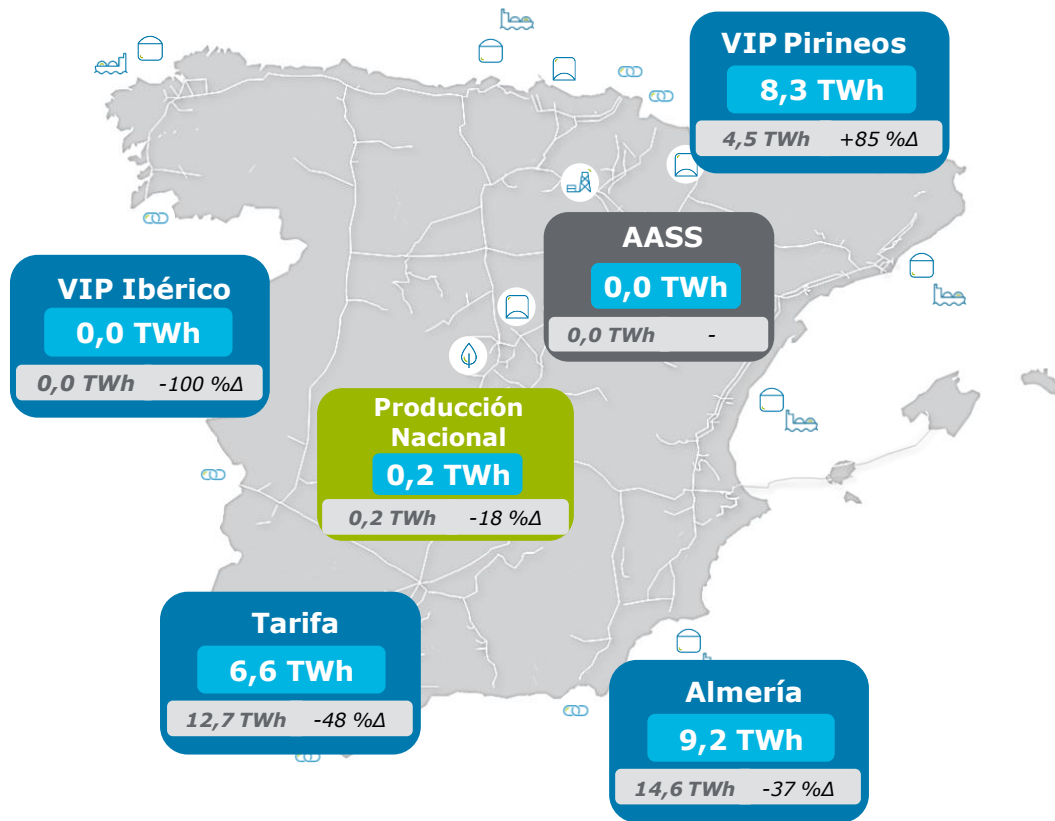 VIP Pirineos
8,3 TWh
4,5 TWh +85 %Δ
AASS
0,0 TWh
0,0 TWh -
VIP Ibérico
0,0 TWh
0,0 TWh -100 %Δ
Producción
Nacional
0,2 TWh
0,2 TWh -18 %Δ
Tarifa
6,6 TWh
12,7 TWh -48 %Δ
Almería
9,2 TWh
14,6 TWh -37 %Δ